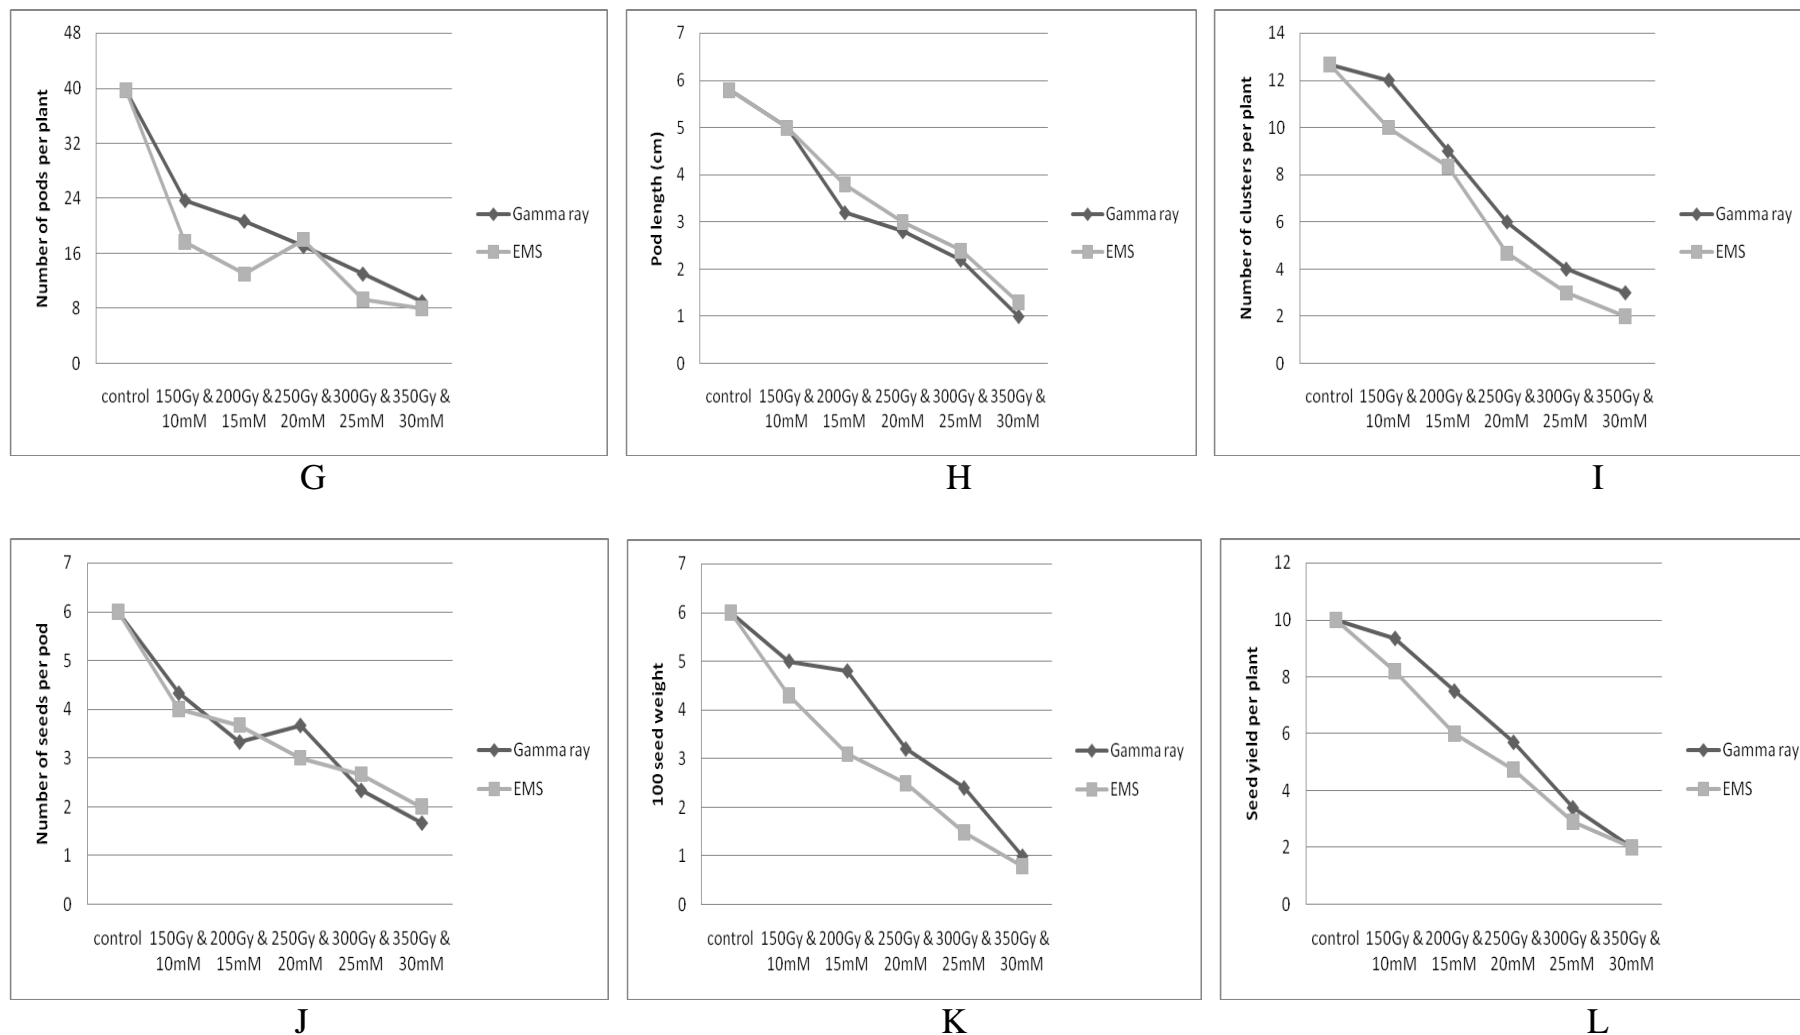 48
40
32
24
16
8
0
Number of pods per plant
control 150Gy & 200Gy & 250Gy & 300Gy & 350Gy &
10mM 15mM 20mM 25mM 30mM
Gamma ray
EMS
G
7
6
5
4
3
2
1
0
Pod length (cm)
control 150Gy & 200Gy & 250Gy & 300Gy & 350Gy &
10mM 15mM 20mM 25mM 30mM
Gamma ray
EMS
H
14
12
10
8
6
4
2
0
Number of clusters per plant
control 150Gy & 200Gy & 250Gy & 300Gy & 350Gy &
10mM 15mM 20mM 25mM 30mM
Gamma ray
EMS
I
7
6
5
4
3
2
1
0
Number of seeds per pod
control 150Gy & 200Gy & 250Gy & 300Gy & 350Gy &
10mM 15mM 20mM 25mM 30mM
Gamma ray
EMS
J
7
6
5
4
3
2
1
0
100 seed weight
control 150Gy & 200Gy & 250Gy & 300Gy & 350Gy &
10mM 15mM 20mM 25mM 30mM
Gamma ray
EMS
K
12
10
8
6
4
2
0
Seed yield per plant
control 150Gy & 200Gy & 250Gy & 300Gy & 350Gy &
10mM 15mM 20mM 25mM 30mM
Gamma ray
EMS
L